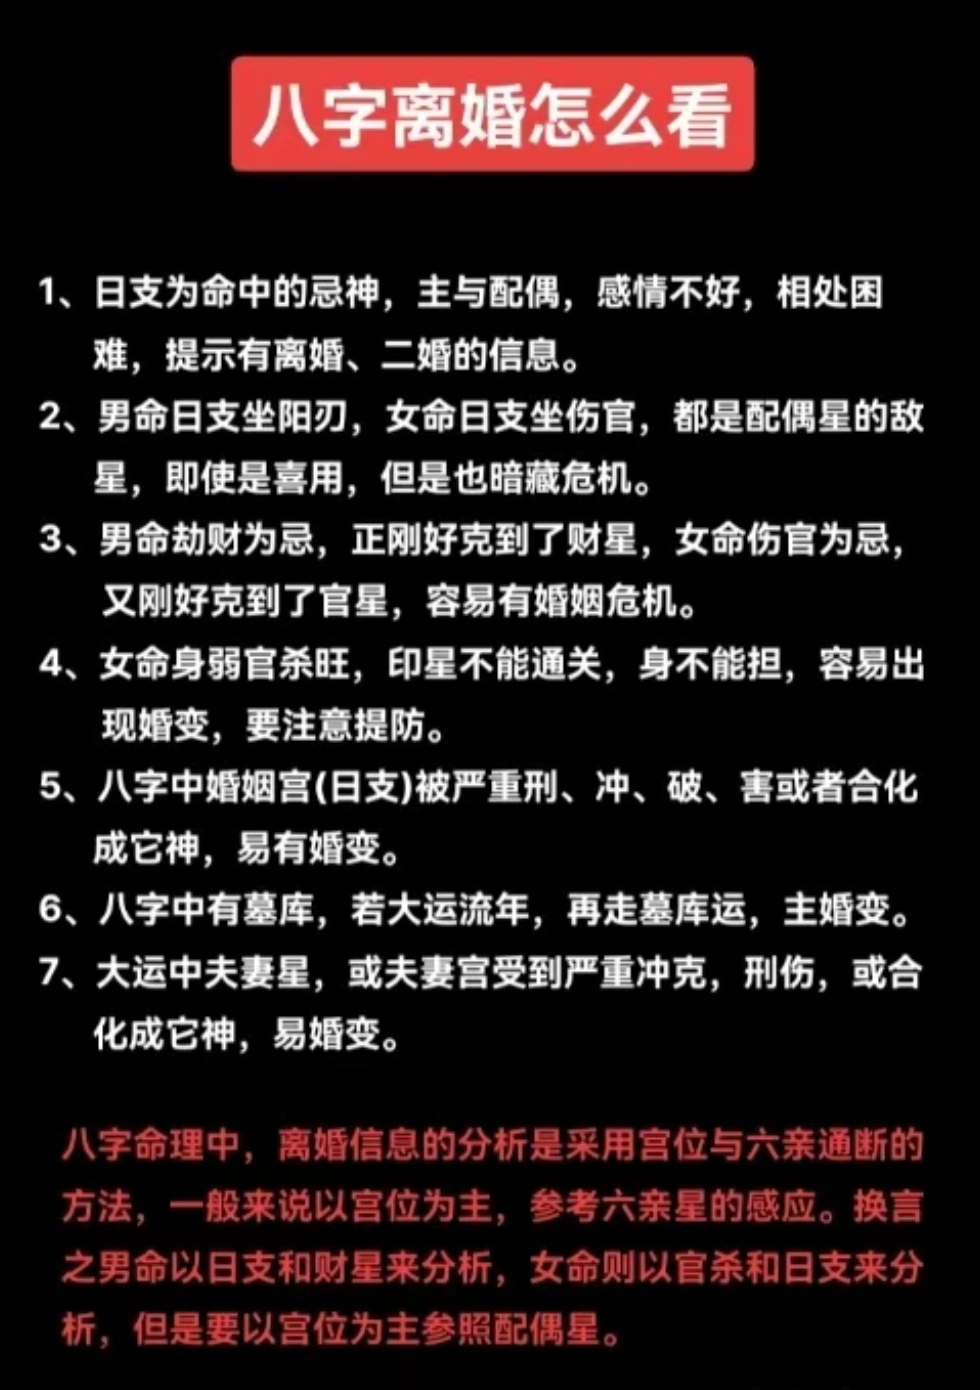 八字离婚怎么看
1、日支为命中的忌神，主与配偶，感情不好，相处困
难，提示有离婚、二婚的信息。
2、男命日支坐阳刃，女命日支坐伤官，都是配偶星的敌
星，即使是喜用，但是也暗藏危机。
3、男命劫财为忌，正刚好克到了财星，女命伤官为忌，
又刚好克到了官星，容易有婚姻危机。
4、女命身弱官杀旺，印星不能通关，身不能担，容易出
现婚变，要注意提防。
5、八字中婚姻宫(日支)被严重刑、冲、破、害或者合化
成它神，易有婚变。
6、八字中有墓库，若大运流年，再走墓库运，主婚变。
7、大运中夫妻星，或夫妻宫受到严重冲克，刑伤，或合
化成它神，易婚变。
八字命理中，离婚信息的分析是采用宫位与六亲通断的
方法，一般来说以宫位为主，参考六亲星的感应。换言
之男命以日支和财星来分析，女命则以官杀和日支来分
析，但是要以宫位为主参照配偶星。